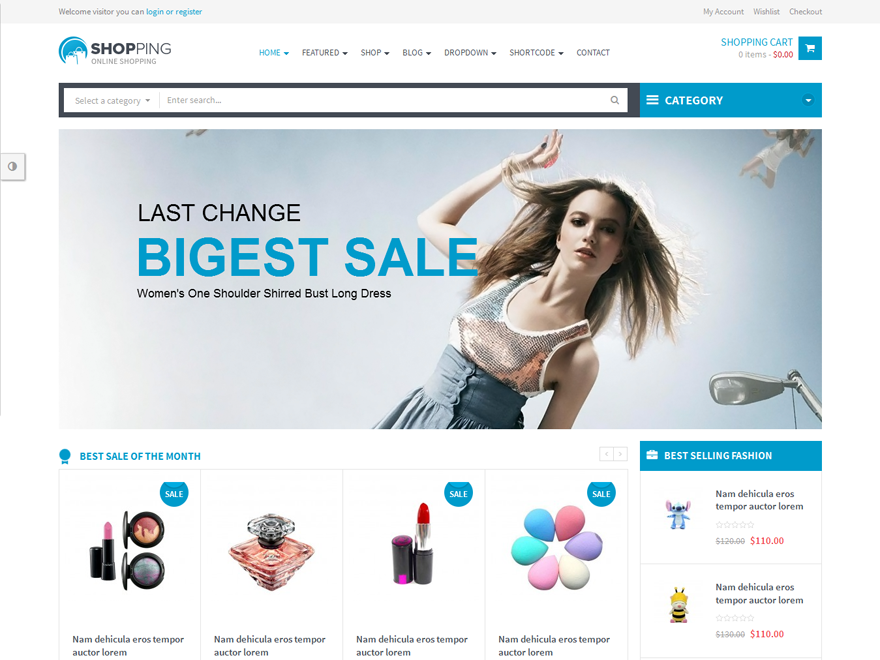 Welcome visitor you can login or register
My Account Wishlist Checkout
SHOPPING
ONLINE SHOPPING
HOME FEATURED SHOP BLOG DROPDOWN SHORTCODE CONTACT
SHOPPING CART
0 items - $0.00
Select a category
Enter search...
CATEGORY
LAST CHANGE
BIGEST SALE
Women's One Shoulder Shirred Bust Long Dress
BEST SALE OF THE MONTH
SALE
SALE
SALE
Nam dehicula eros tempor
auctor lorem
Nam dehicula eros tempor
auctor lorem
Nam dehicula eros tempor
auctor lorem
Nam dehicula eros tempor
auctor lorem
BEST SELLING FASHION
Nam dehicula eros
tempor auctor lorem
$120.00 $110.00
Nam dehicula eros
tempor auctor lorem
$130.00 $110.00